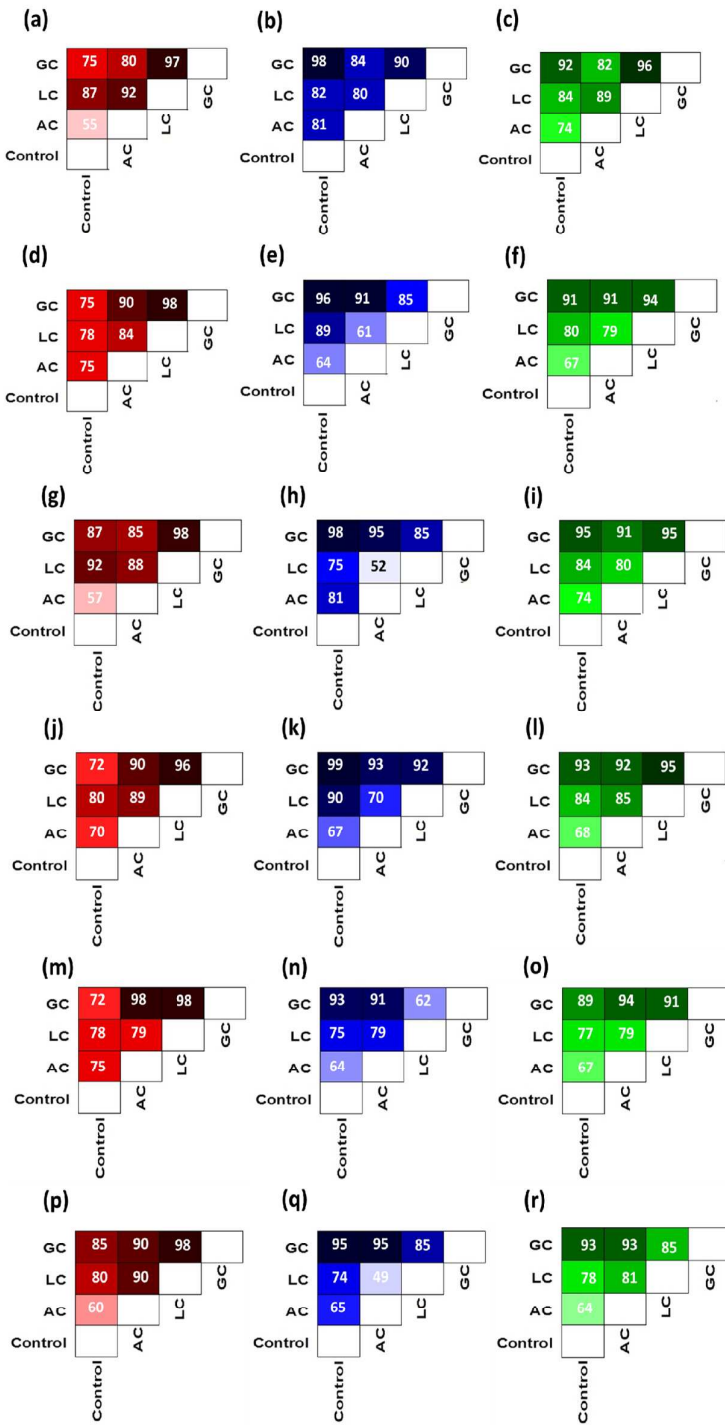 (a) (b) (c)
GC 75 80 97 GC 98 84 90 GC 92 82 96
LC 87 92 GC LC 82 80 GC LC 84 89 GC
AC 55 LC AC 81 LC AC 74 LC
Control AC Control AC Control AC
Control Control Control
(d) (e) (f)
GC 75 90 98 GC 96 91 85 GC 91 91 94
LC 78 84 GC LC 89 61 GC LC 80 79 GC
AC 75 LC AC 64 LC AC 67 LC
Control AC Control AC Control AC
Control Control Control
(g) (h) (i)
GC 87 85 98 GC 98 95 85 GC 95 91 95
LC 92 88 GC LC 75 52 GC LC 84 80 GC
AC 57 LC AC 81 LC AC 74 LC
Control AC Control AC Control AC
Control Control Control
(j) (k) (l)
GC 72 90 96 GC 99 93 92 GC 93 92 95
LC 80 89 GC LC 90 70 GC LC 84 85 GC
AC 70 LC AC 67 LC AC 68 LC
Control AC Control AC Control AC
Control Control Control
(m) (n) (o)
GC 72 98 98 GC 93 91 62 GC 89 94 91
LC 78 79 GC LC 75 79 GC LC 77 79 GC
AC 75 LC AC 64 LC AC 67 LC
Control AC Control AC Control AC
Control Control Control
(p) (q) (r)
GC 85 90 98 GC 95 95 85 GC 93 93 85
LC 80 90 GC LC 74 49 GC LC 78 81 GC
AC 60 LC AC 65 LC AC 64 LC
Control AC Control AC Control AC
Control Control Control